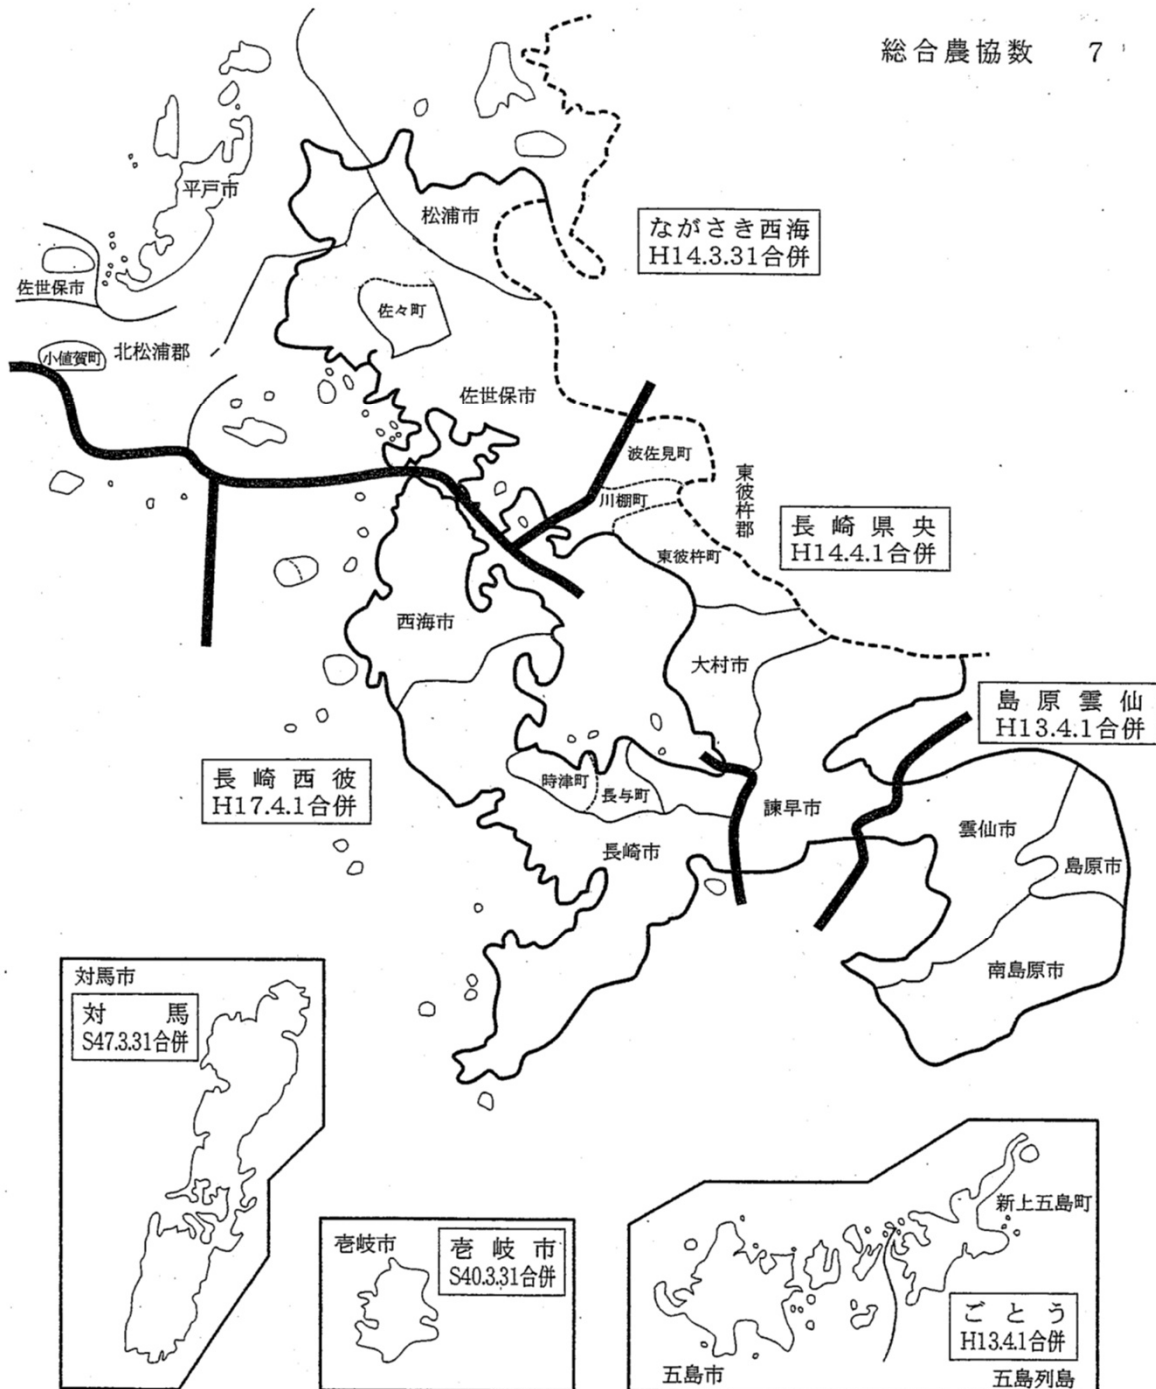 総合農協数 7
平戸市
松浦市
ながさき西海
H14.3.31合併
佐世保市
佐々町
小値賀町
北松浦郡
佐世保市
波佐見町
川棚町
東彼杵郡
長崎県央
H14.4.1合併
東彼杵町
西海市
大村市
島原雲仙
H13.4.1合併
長崎西彼
H17.4.1合併
時津町
長与町
諫早市
長崎市
雲仙市
島原市
南島原市
対馬市
対馬
S47.3.31合併
壱岐市
壱岐市
S40.3.31合併
新上五島町
ごとう
H13.4.1合併
五島市
五島列島